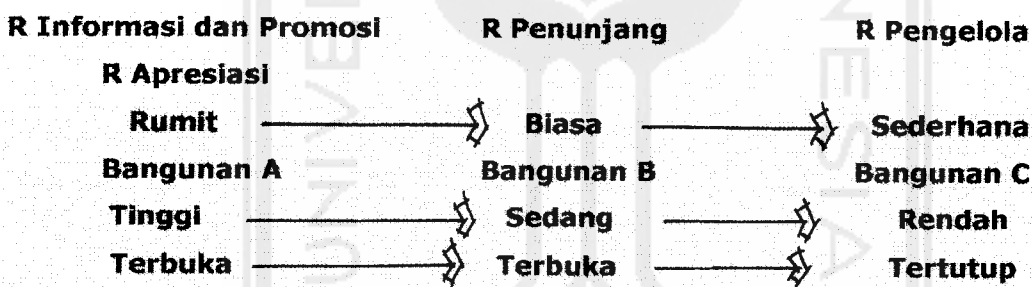 R Informasi dan Promosi R Penunjang R Pengelola
R Apresiasi
Rumit Biasa Sederhana
Bangunan A Bangunan B Bangunan C
Tinggi Sedang Rendah
Terbuka Terbuka Tertutup